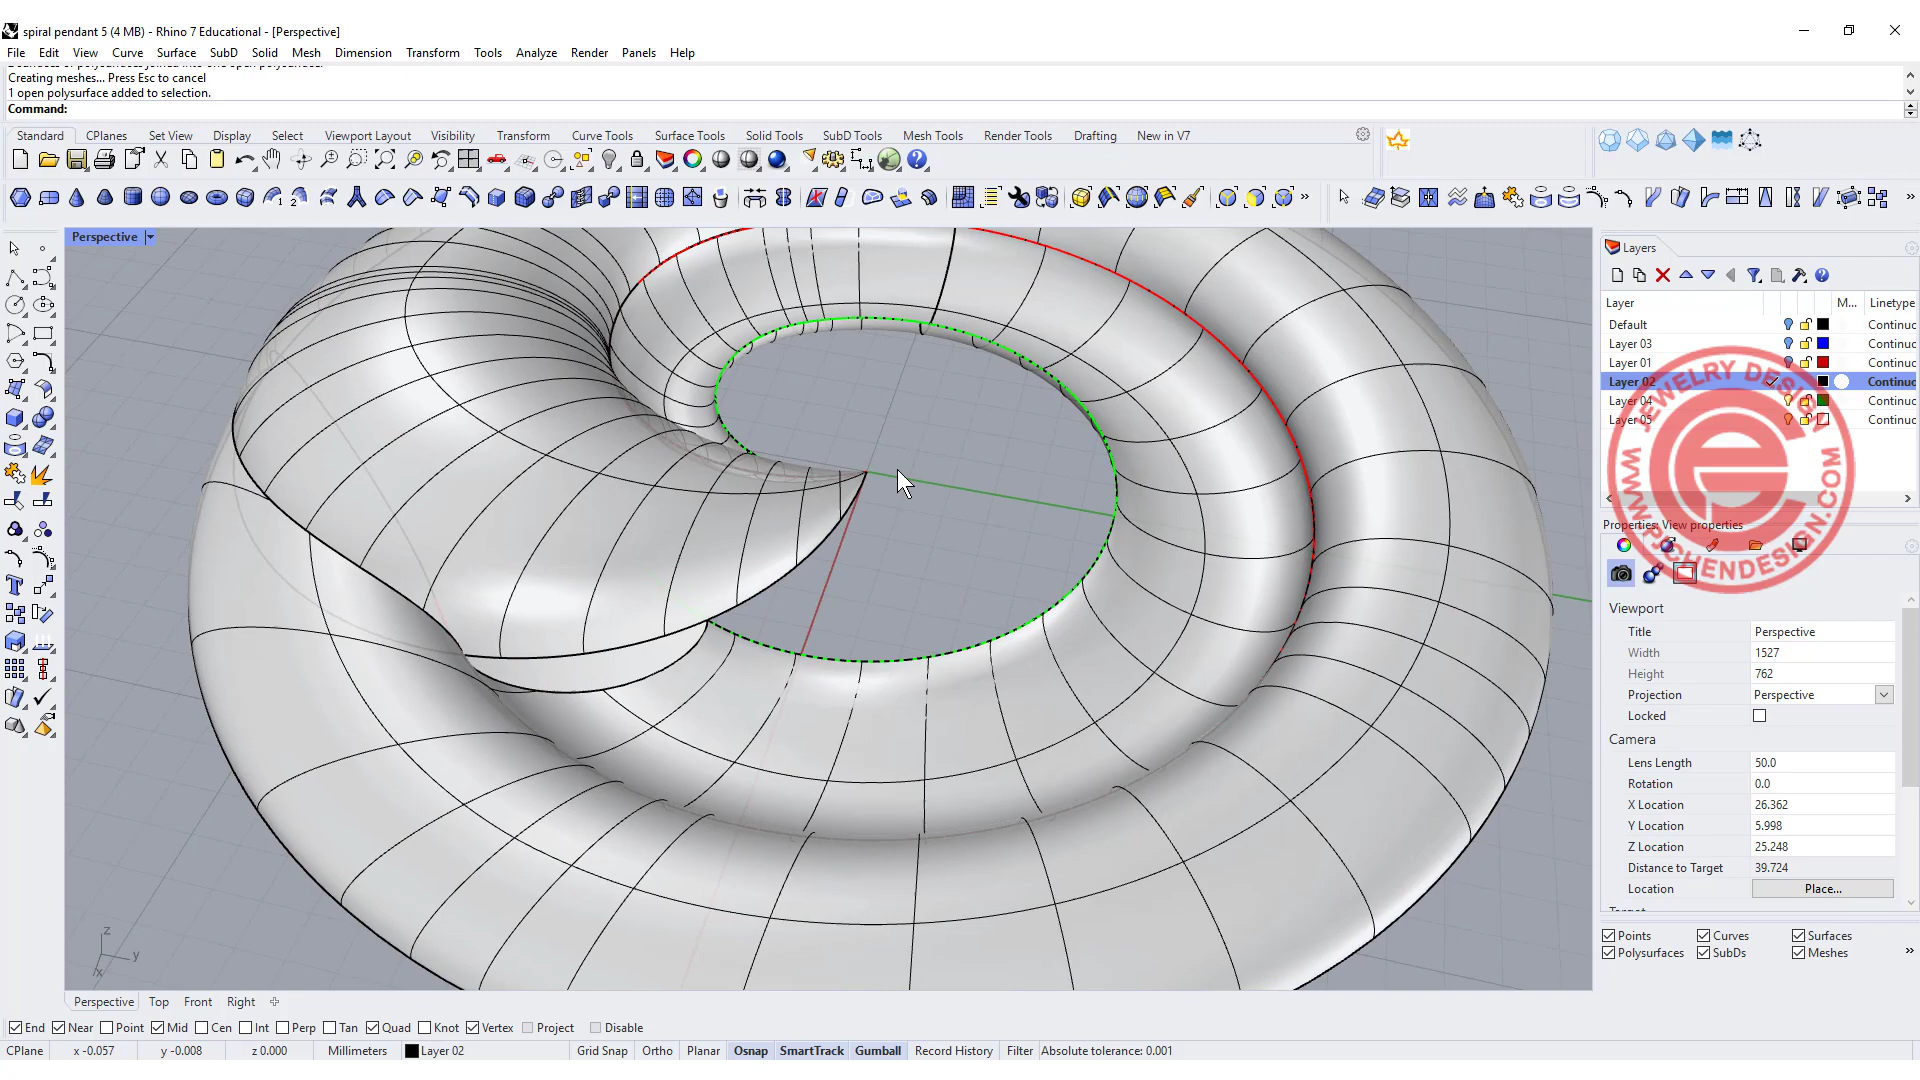 spiral pendant 5 (4 MB) - Rhino 7 Educational - [Perspective]
File Edit View Curve Surface SubD Solid Mesh Dimension Transform Tools Analyze Render Panels Help
Creating meshes... Press Esc to cancel
1 open polysurface added to selection.
Command:
Standard CPlanes Set View Display Select Viewport Layout Visibility Transform Curve Tools Surface Tools Solid Tools SubD Tools Mesh Tools Render Tools Drafting New in V7
Perspective
Layers
Layer M... Linetype
Default Continuc
Layer 03 Continuc
Layer 01 Continuc
Layer 02 Continuc
Layer 04 Continuc
Layer 05 Continuc
JEWELRY DESIGN
WWW.PJCHENDESIGN.COM
Properties: View properties
Viewport
Title Perspective
Width 1527
Height 762
Projection Perspective
Locked
Camera
Lens Length 50.0
Rotation 0.0
X Location 26.362
Y Location 5.998
Z Location 25.248
Distance to Target 39.724
Location Place...
Points Curves Surfaces
Polysurfaces SubDs Meshes
z
y
x
Perspective Top Front Right
End Near Point Mid Cen Int Perp Tan Quad Knot Vertex Project Disable
CPlane x -0.057 y -0.008 z 0.000 Millimeters Layer 02 Grid Snap Ortho Planar Osnap SmartTrack Gumball Record History Filter Absolute tolerance: 0.001